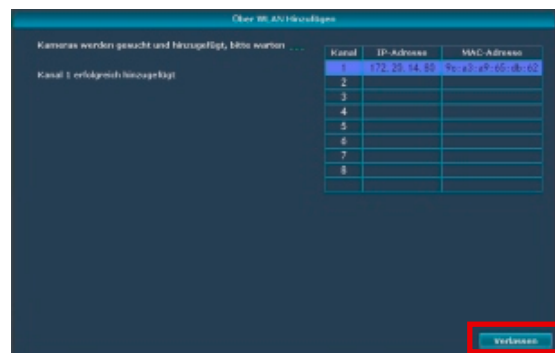 Über WLAN Hinzufügen
Kameras werden gesucht und hinzugefügt, bitte warten ....
Kanal 1 erfolgreich hinzugefügt
Kanal IP-Adresse MAC-Adresse
1 172.20.14.60
2
3
4
5
6
7
8
Verlassen